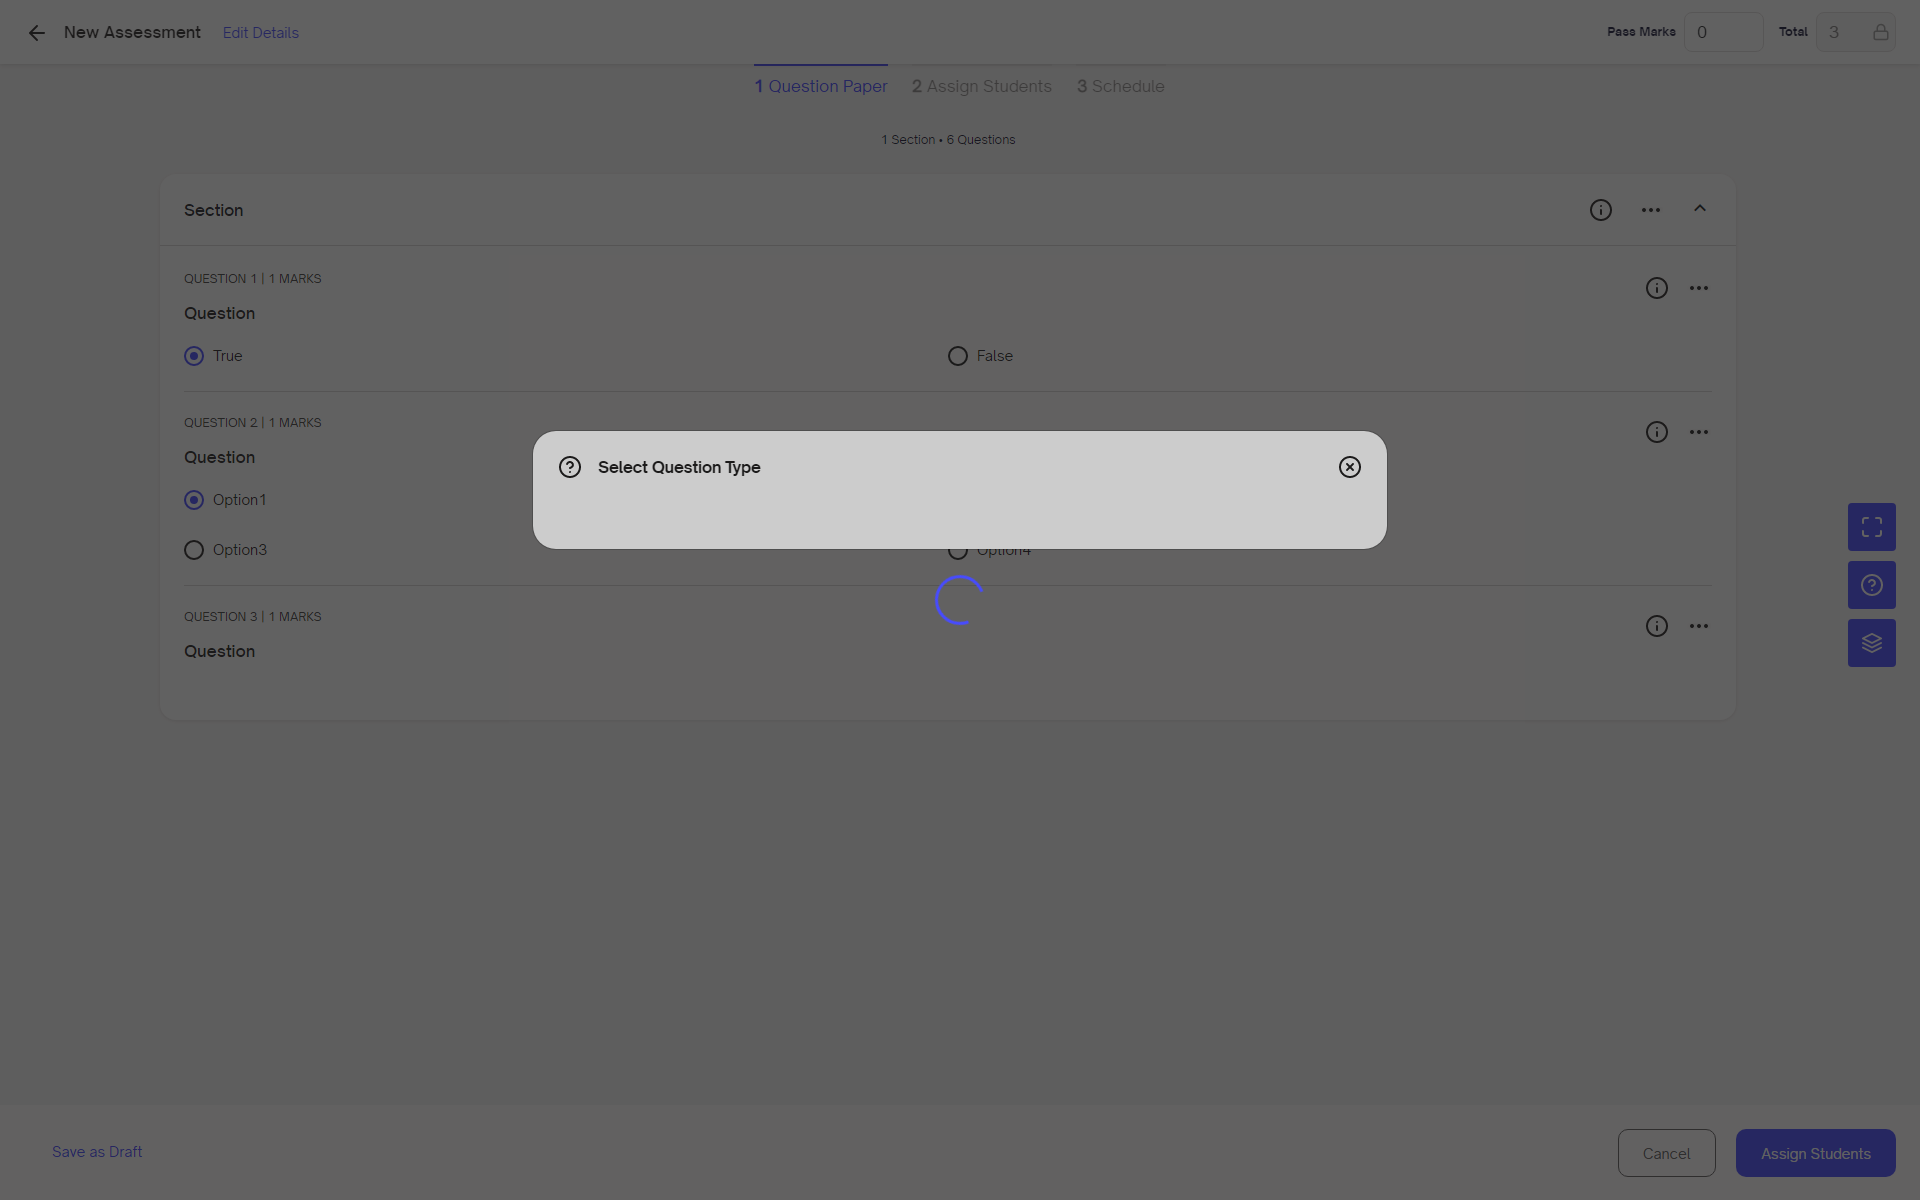 New Assessment Edit Details Pass Marks 0 Total 3
1 Question Paper 2 Assign Students 3 Schedule
1 Section • 6 Questions
Section
QUESTION 1 | 1 MARKS
Question
True False
QUESTION 2 | 1 MARKS
Question
Select Question Type
Option1
Option3 Option4
QUESTION 3 | 1 MARKS
Question
Save as Draft Cancel Assign Students